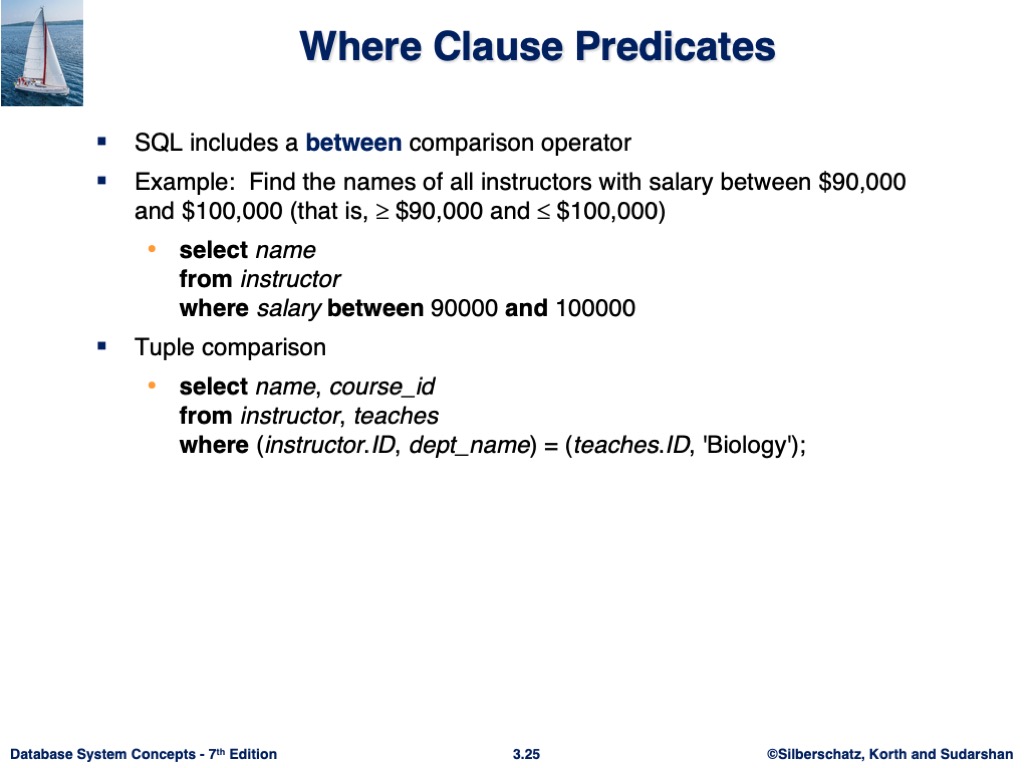 Where Clause Predicates
SQL includes a between comparison operator
Example:  Find the names of all instructors with salary between $90,000
and $100,000 (that is, ≥ $90,000 and ≤ $100,000)
select name
from instructor
where salary between 90000 and 100000
Tuple comparison
select name, course_id
from instructor, teaches
where (instructor.ID, dept_name) = (teaches.ID, 'Biology');
Database System Concepts - 7th Edition
3.25
©Silberschatz, Korth and Sudarshan